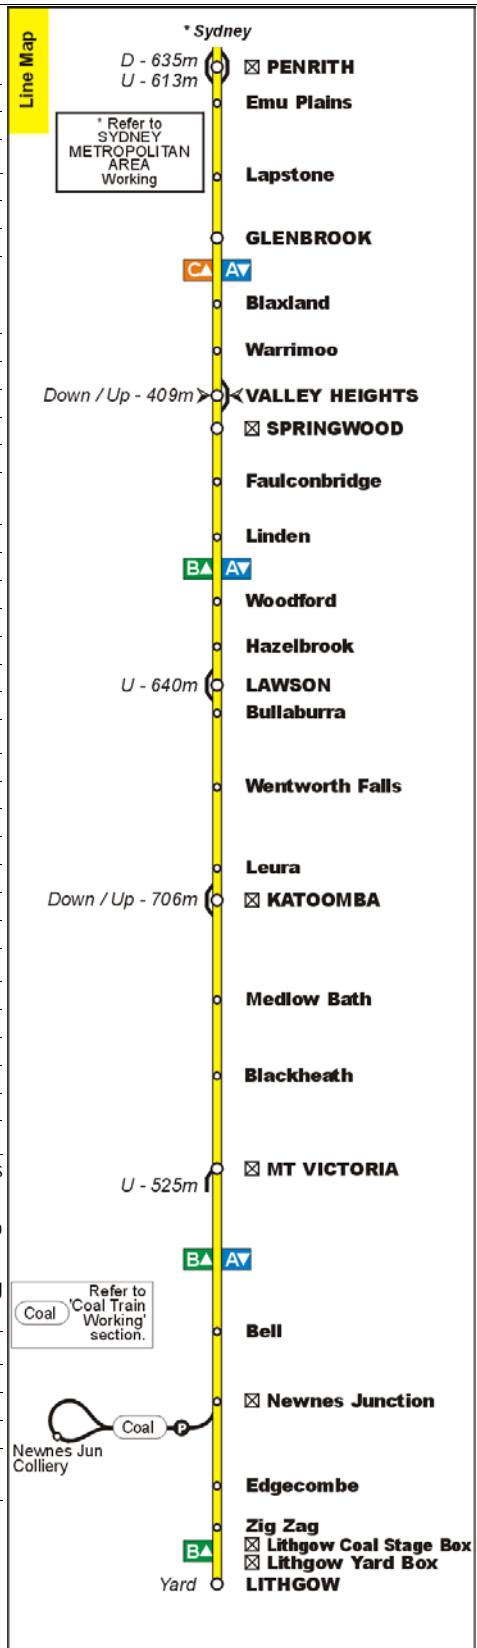 Line Map
* Sydney
D - 635m
U - 613m
PENRITH
Emu Plains
* Refer to
SYDNEY
METROPOLITAN
AREA
Working
Lapstone
GLENBROOK
C▲ A▼
Blaxland
Warrimoo
Down / Up - 409m
VALLEY HEIGHTS
SPRINGWOOD
Faulconbridge
Linden
B▲ A▼
Woodford
Hazelbrook
U - 640m
LAWSON
Bullaburra
Wentworth Falls
Leura
Down / Up - 706m
KATOOMBA
Medlow Bath
Blackheath
MT VICTORIA
U - 525m
B▲ A▼
Coal
Refer to
'Coal Train
Working'
section.
Bell
Newnes Junction
Coal
P
Newnes Jun
Colliery
Edgecombe
Zig Zag
Lithgow Coal Stage Box
B▲
Lithgow Yard Box
Yard
LITHGOW